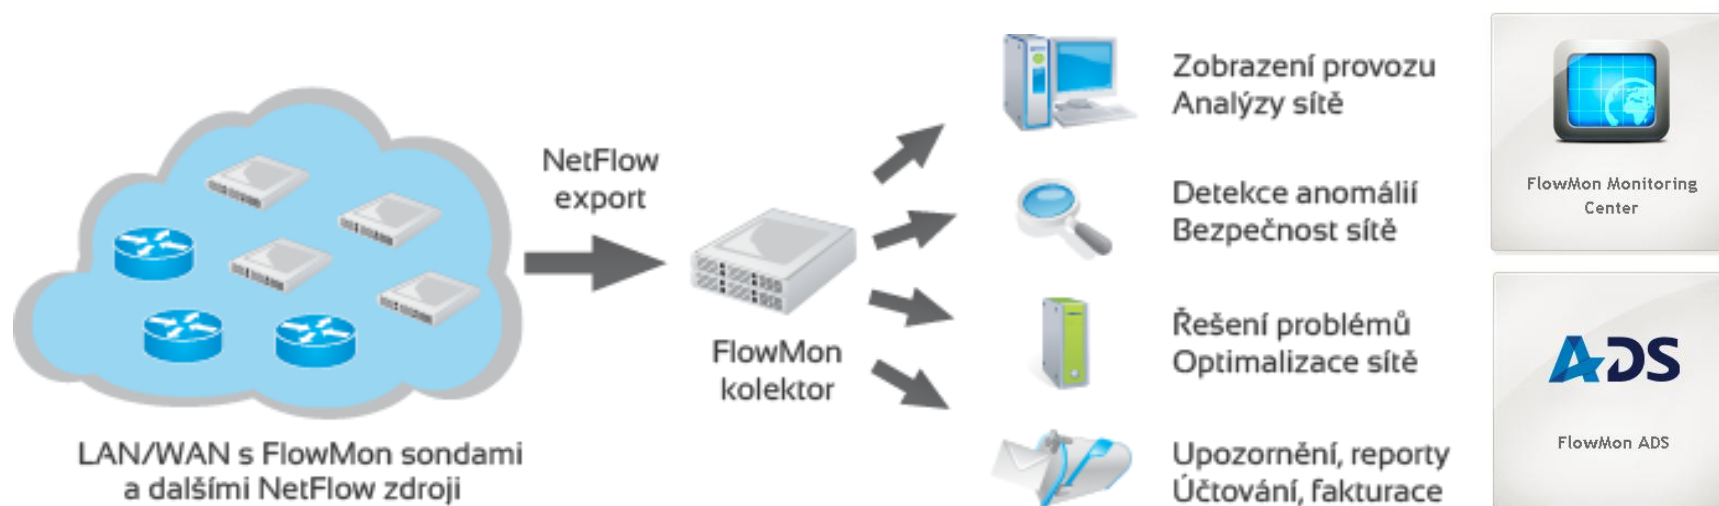 LAN/WAN s FlowMon sondami
a dalšími NetFlow zdroji
NetFlow
export
FlowMon
kolektor
Zobrazení provozu
Analýzy sítě
Detekce anomálií
Bezpečnost sítě
Řešení problémů
Optimalizace sítě
Upozornění, reporty
Účtování, fakturace
FlowMon Monitoring
Center
ADS
FlowMon ADS